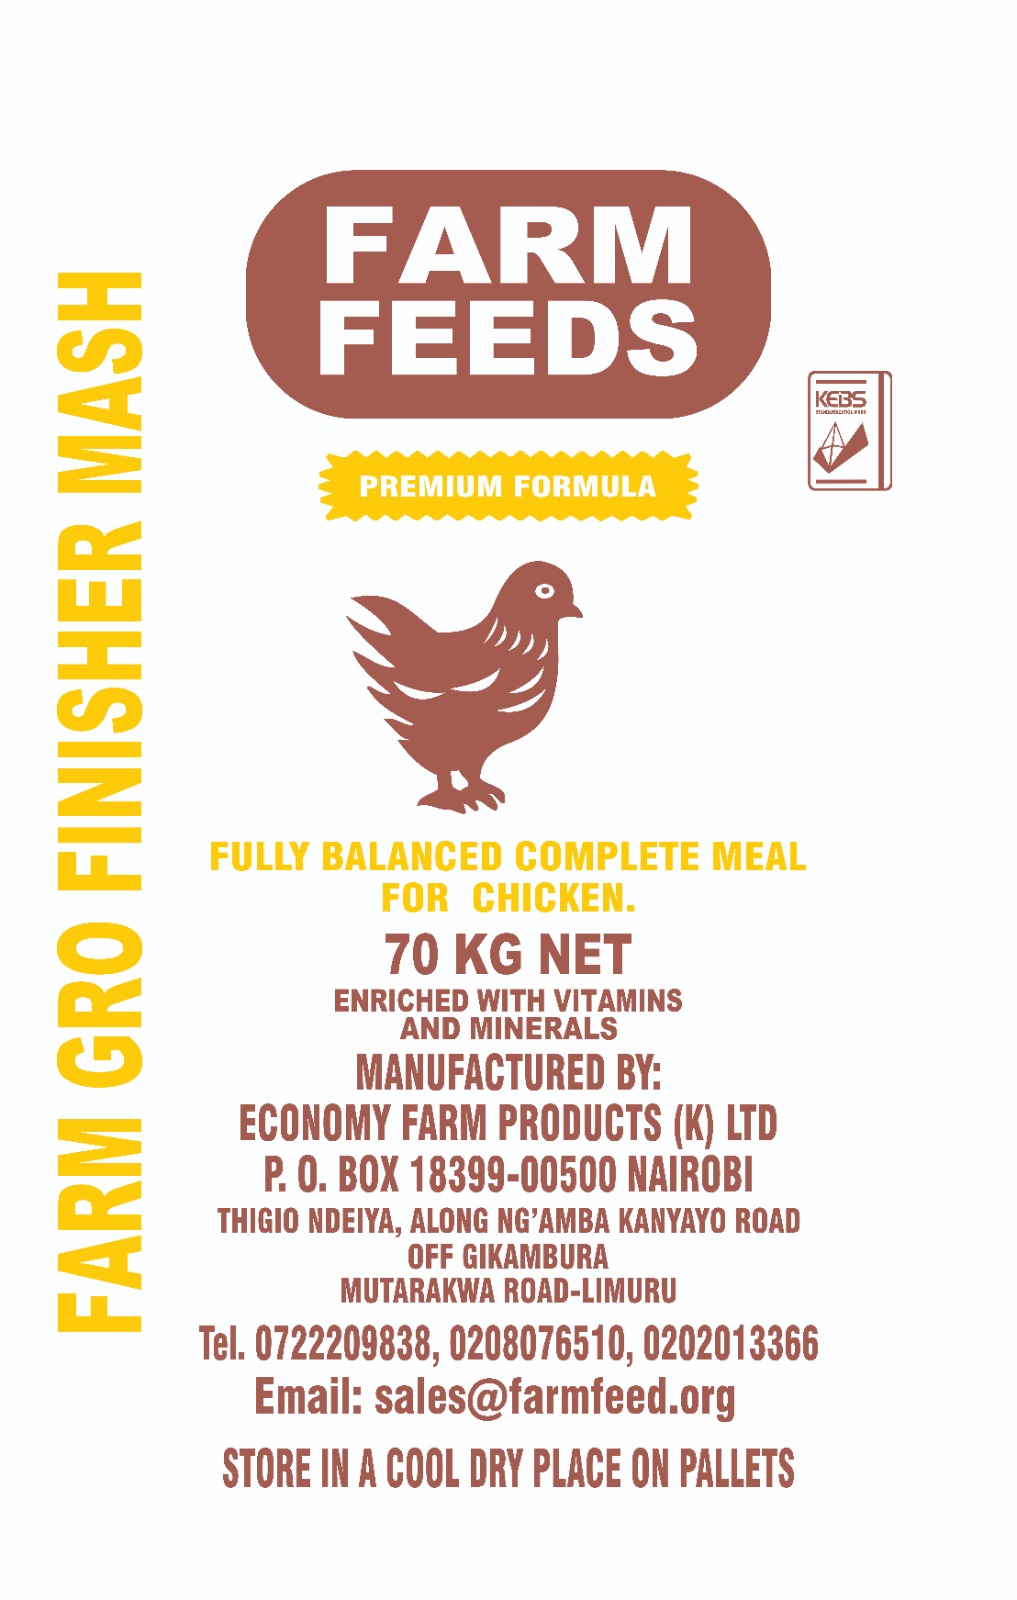 FARM
FEEDS
KEBS
PREMIUM FORMULA
FARM GRO FINISHER MASH
FULLY BALANCED COMPLETE MEAL
FOR CHICKEN.
70 KG NET
ENRICHED WITH VITAMINS
AND MINERALS
MANUFACTURED BY:
ECONOMY FARM PRODUCTS (K) LTD
P. O. BOX 18399-00500 NAIROBI
THIGIO NDEIYA, ALONG NG’AMBA KANYAYO ROAD
OFF GIKAMBURA
MUTARAKWA ROAD-LIMURU
Tel. 0722209838, 0208076510, 0202013366
Email: sales@farmfeed.org
STORE IN A COOL DRY PLACE ON PALLETS